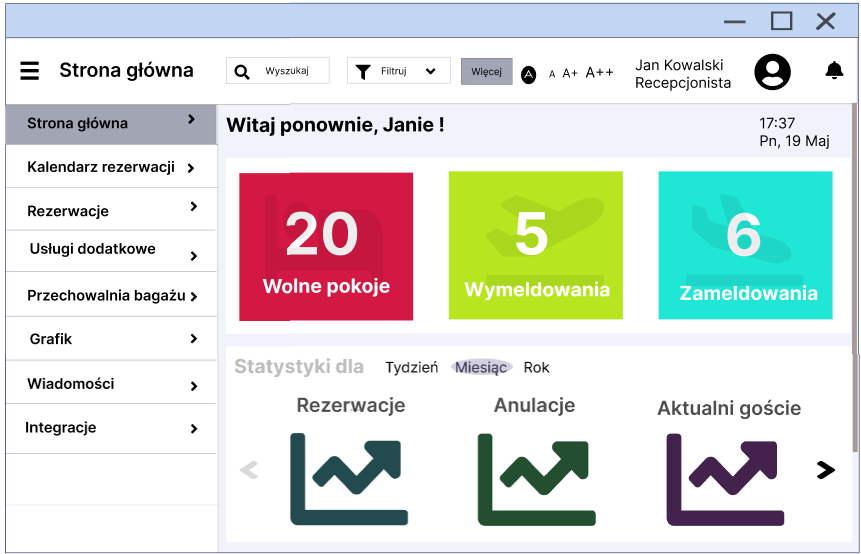 Strona główna
Wyszukaj
Filtruj
Więcej
A
A A+ A++
Jan Kowalski
Recepcjonista
Strona główna
Kalendarz rezerwacji
Rezerwacje
Usługi dodatkowe
Przechowalnia bagażu
Grafik
Wiadomości
Integracje
Witaj ponownie, Janie !
17:37
Pn, 19 Maj
20
Wolne pokoje
5
Wymeldowania
6
Zameldowania
Statystyki dla Tydzień Miesiąc Rok
Rezerwacje
Anulacje
Aktualni goście